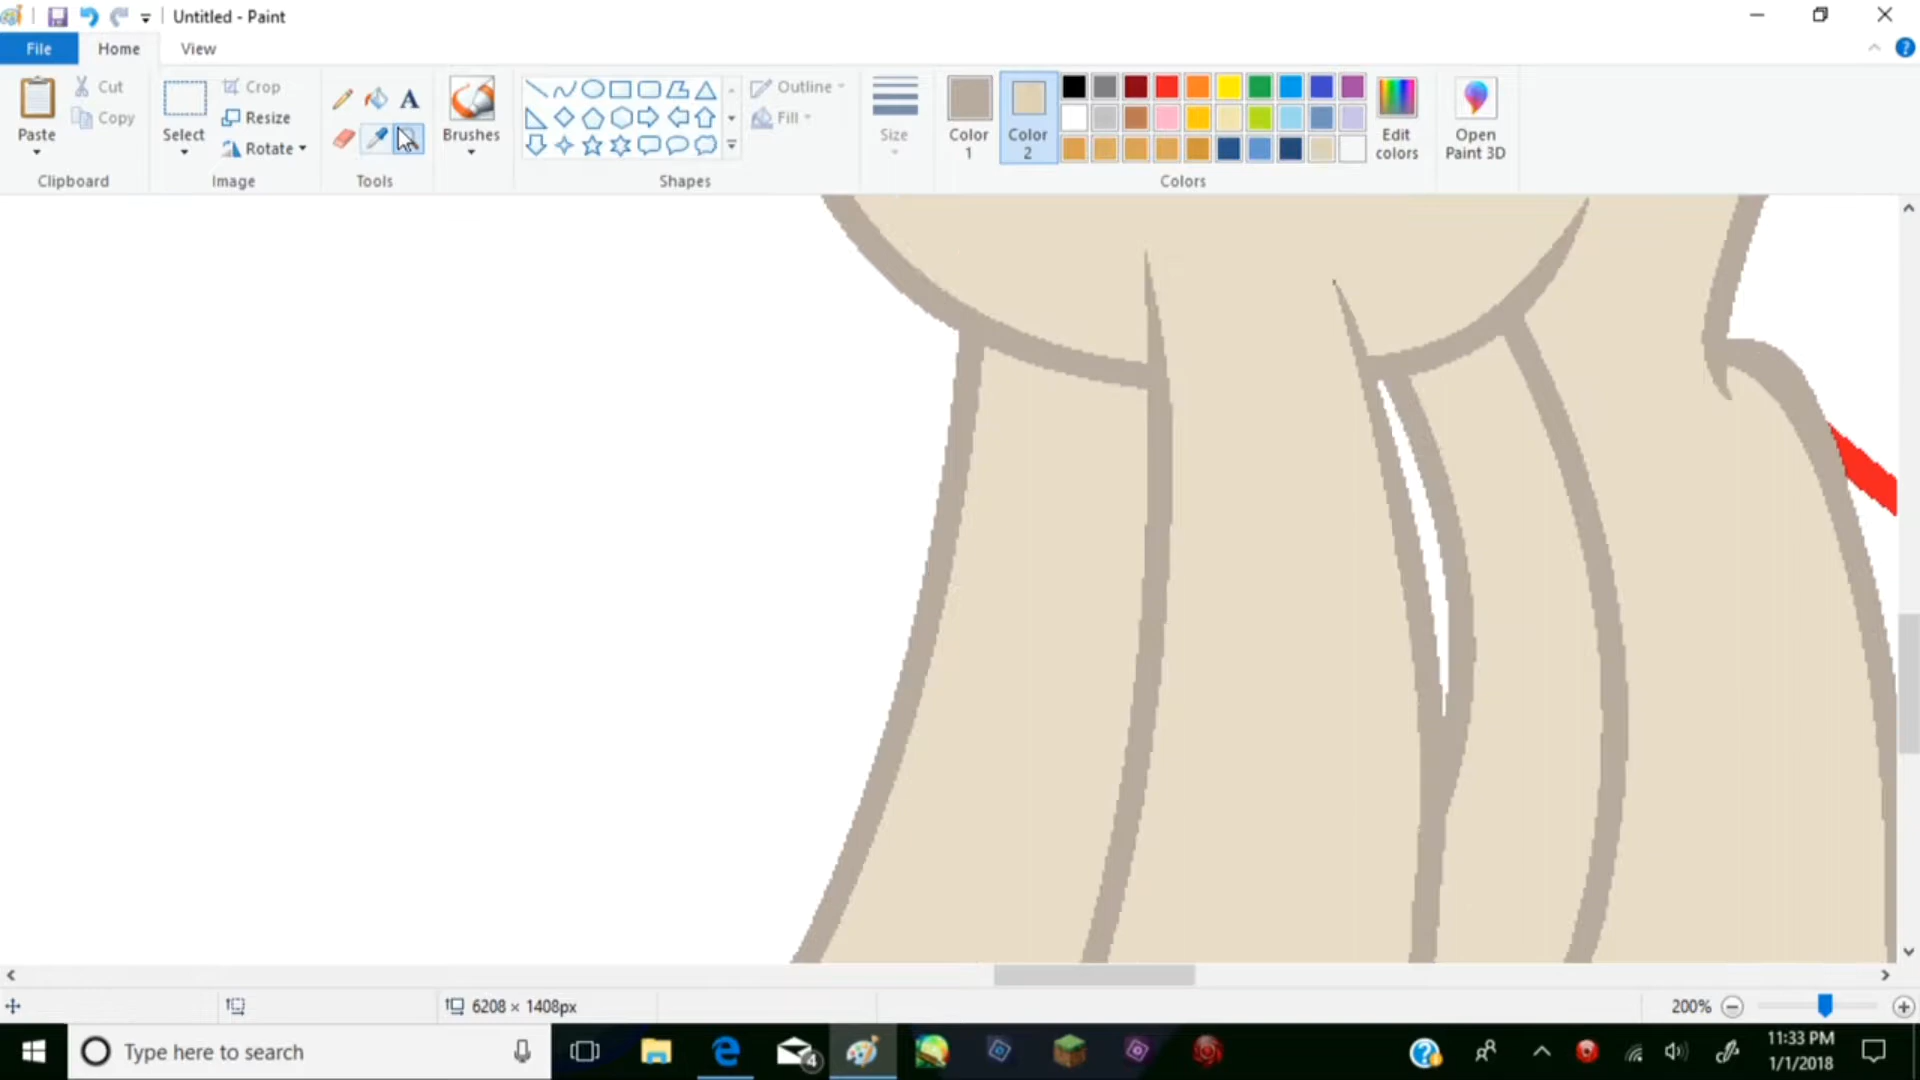 Untitled - Paint
File Home View
Paste
Cut
Copy
Clipboard
Select
Crop
Resize
Rotate
Image
A
Tools
Brushes
Shapes
Outline
Fill
Size
Color
1
Color
2
Colors
Edit
colors
Open
Paint 3D
6208 × 1408px
200%
Type here to search
4
11:33 PM
1/1/2018